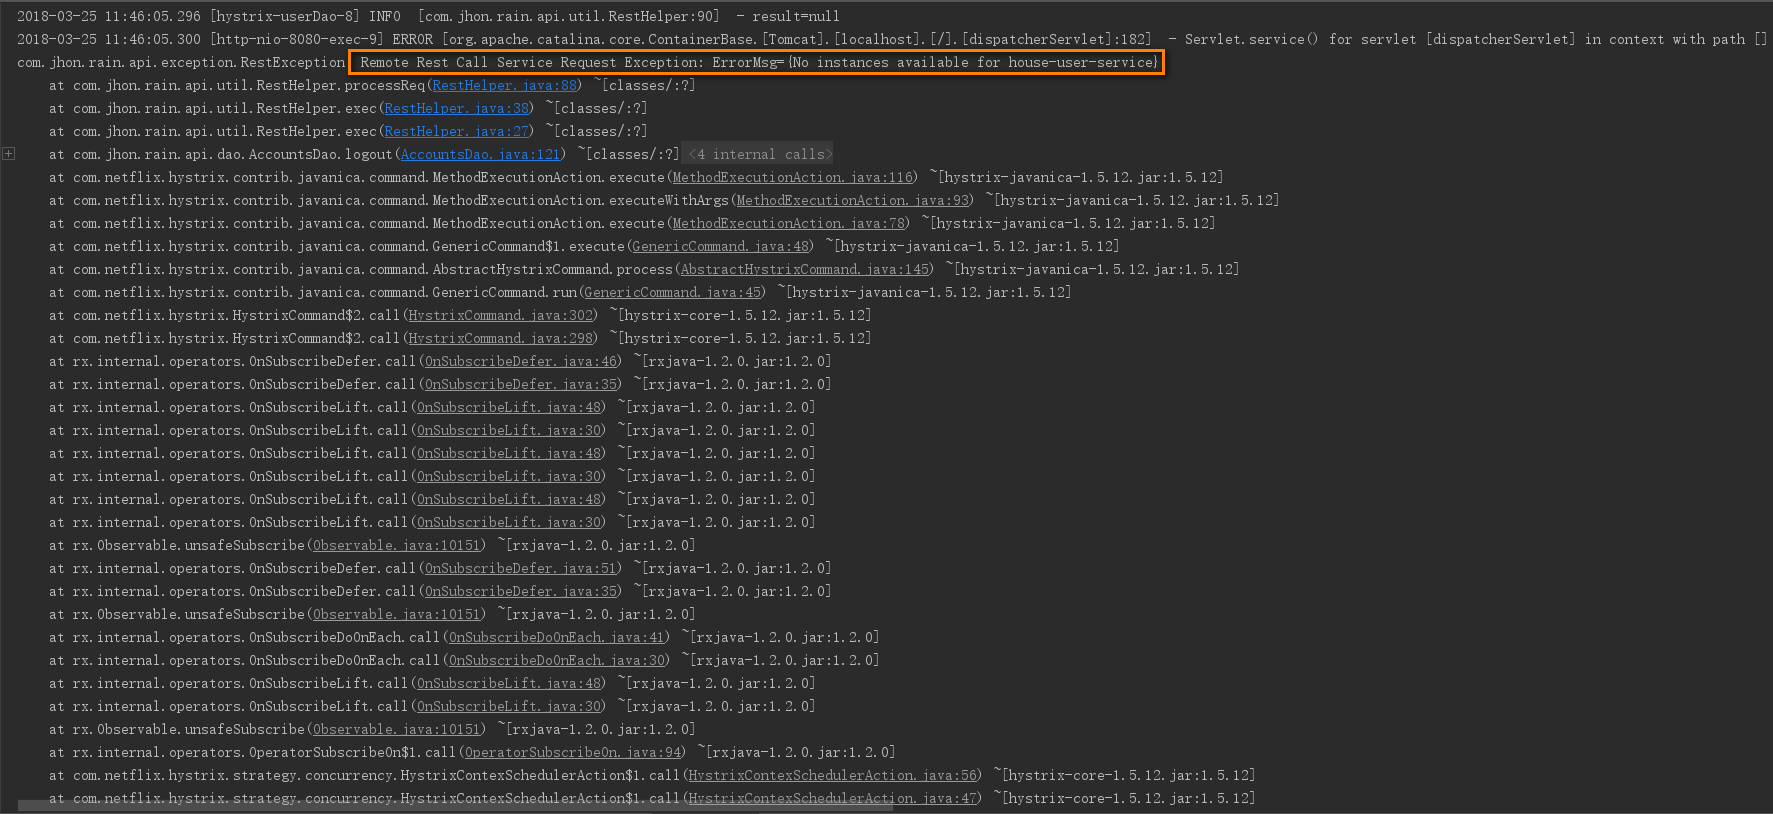 2018-03-25 11:46:05.296 [hystrix-userDao-8] INFO  [com.jhon.rain.api.util.RestHelper:90]  - result=null
2018-03-25 11:46:05.300 [http-nio-8080-exec-9] ERROR [org.apache.catalina.core.ContainerBase.[Tomcat].[localhost].[/].[dispatcherServlet]:182]  - Servlet.service() for servlet [dispatcherServlet] in context with path []
com.jhon.rain.api.exception.RestException: Remote Rest Call Service Request Exception: ErrorMsg={No instances available for house-user-service}
at com.jhon.rain.api.util.RestHelper.processReq(RestHelper.java:88) ~[classes/:?]
at com.jhon.rain.api.util.RestHelper.exec(RestHelper.java:38) ~[classes/:?]
at com.jhon.rain.api.util.RestHelper.exec(RestHelper.java:27) ~[classes/:?]
at com.jhon.rain.api.dao.AccountsDao.logout(AccountsDao.java:121) ~[classes/:?] <4 internal calls>
at com.netflix.hystrix.contrib.javanica.command.MethodExecutionAction.execute(MethodExecutionAction.java:116) ~[hystrix-javanica-1.5.12.jar:1.5.12]
at com.netflix.hystrix.contrib.javanica.command.MethodExecutionAction.executeWithArgs(MethodExecutionAction.java:93) ~[hystrix-javanica-1.5.12.jar:1.5.12]
at com.netflix.hystrix.contrib.javanica.command.MethodExecutionAction.execute(MethodExecutionAction.java:78) ~[hystrix-javanica-1.5.12.jar:1.5.12]
at com.netflix.hystrix.contrib.javanica.command.GenericCommand$1.execute(GenericCommand.java:48) ~[hystrix-javanica-1.5.12.jar:1.5.12]
at com.netflix.hystrix.contrib.javanica.command.AbstractHystrixCommand.process(AbstractHystrixCommand.java:145) ~[hystrix-javanica-1.5.12.jar:1.5.12]
at com.netflix.hystrix.contrib.javanica.command.GenericCommand.run(GenericCommand.java:45) ~[hystrix-javanica-1.5.12.jar:1.5.12]
at com.netflix.hystrix.HystrixCommand$2.call(HystrixCommand.java:302) ~[hystrix-core-1.5.12.jar:1.5.12]
at com.netflix.hystrix.HystrixCommand$2.call(HystrixCommand.java:298) ~[hystrix-core-1.5.12.jar:1.5.12]
at rx.internal.operators.OnSubscribeDefer.call(OnSubscribeDefer.java:46) ~[rxjava-1.2.0.jar:1.2.0]
at rx.internal.operators.OnSubscribeDefer.call(OnSubscribeDefer.java:35) ~[rxjava-1.2.0.jar:1.2.0]
at rx.internal.operators.OnSubscribeLift.call(OnSubscribeLift.java:48) ~[rxjava-1.2.0.jar:1.2.0]
at rx.internal.operators.OnSubscribeLift.call(OnSubscribeLift.java:30) ~[rxjava-1.2.0.jar:1.2.0]
at rx.internal.operators.OnSubscribeLift.call(OnSubscribeLift.java:48) ~[rxjava-1.2.0.jar:1.2.0]
at rx.internal.operators.OnSubscribeLift.call(OnSubscribeLift.java:30) ~[rxjava-1.2.0.jar:1.2.0]
at rx.internal.operators.OnSubscribeLift.call(OnSubscribeLift.java:48) ~[rxjava-1.2.0.jar:1.2.0]
at rx.internal.operators.OnSubscribeLift.call(OnSubscribeLift.java:30) ~[rxjava-1.2.0.jar:1.2.0]
at rx.Observable.unsafeSubscribe(Observable.java:10151) ~[rxjava-1.2.0.jar:1.2.0]
at rx.internal.operators.OnSubscribeDefer.call(OnSubscribeDefer.java:51) ~[rxjava-1.2.0.jar:1.2.0]
at rx.internal.operators.OnSubscribeDefer.call(OnSubscribeDefer.java:35) ~[rxjava-1.2.0.jar:1.2.0]
at rx.Observable.unsafeSubscribe(Observable.java:10151) ~[rxjava-1.2.0.jar:1.2.0]
at rx.internal.operators.OnSubscribeDoOnEach.call(OnSubscribeDoOnEach.java:41) ~[rxjava-1.2.0.jar:1.2.0]
at rx.internal.operators.OnSubscribeDoOnEach.call(OnSubscribeDoOnEach.java:30) ~[rxjava-1.2.0.jar:1.2.0]
at rx.internal.operators.OnSubscribeLift.call(OnSubscribeLift.java:48) ~[rxjava-1.2.0.jar:1.2.0]
at rx.internal.operators.OnSubscribeLift.call(OnSubscribeLift.java:30) ~[rxjava-1.2.0.jar:1.2.0]
at rx.Observable.unsafeSubscribe(Observable.java:10151) ~[rxjava-1.2.0.jar:1.2.0]
at rx.internal.operators.OperatorSubscribeOn$1.call(OperatorSubscribeOn.java:94) ~[rxjava-1.2.0.jar:1.2.0]
at com.netflix.hystrix.strategy.concurrency.HystrixContexSchedulerAction$1.call(HystrixContexSchedulerAction.java:56) ~[hystrix-core-1.5.12.jar:1.5.12]
at com.netflix.hystrix.strategy.concurrency.HystrixContexSchedulerAction$1.call(HystrixContexSchedulerAction.java:47) ~[hystrix-core-1.5.12.jar:1.5.12]